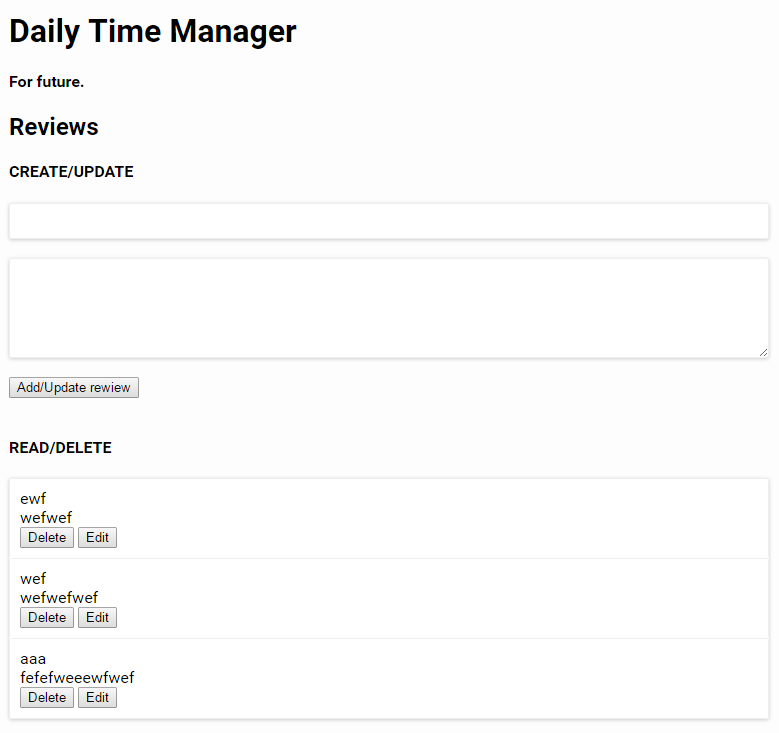 Daily Time Manager
For future.
Reviews
CREATE/UPDATE
Add/Update rewiew
READ/DELETE
ewf
wefwef
Delete Edit
wef
wefwefwef
Delete Edit
aaa
fefefweeewfwef
Delete Edit